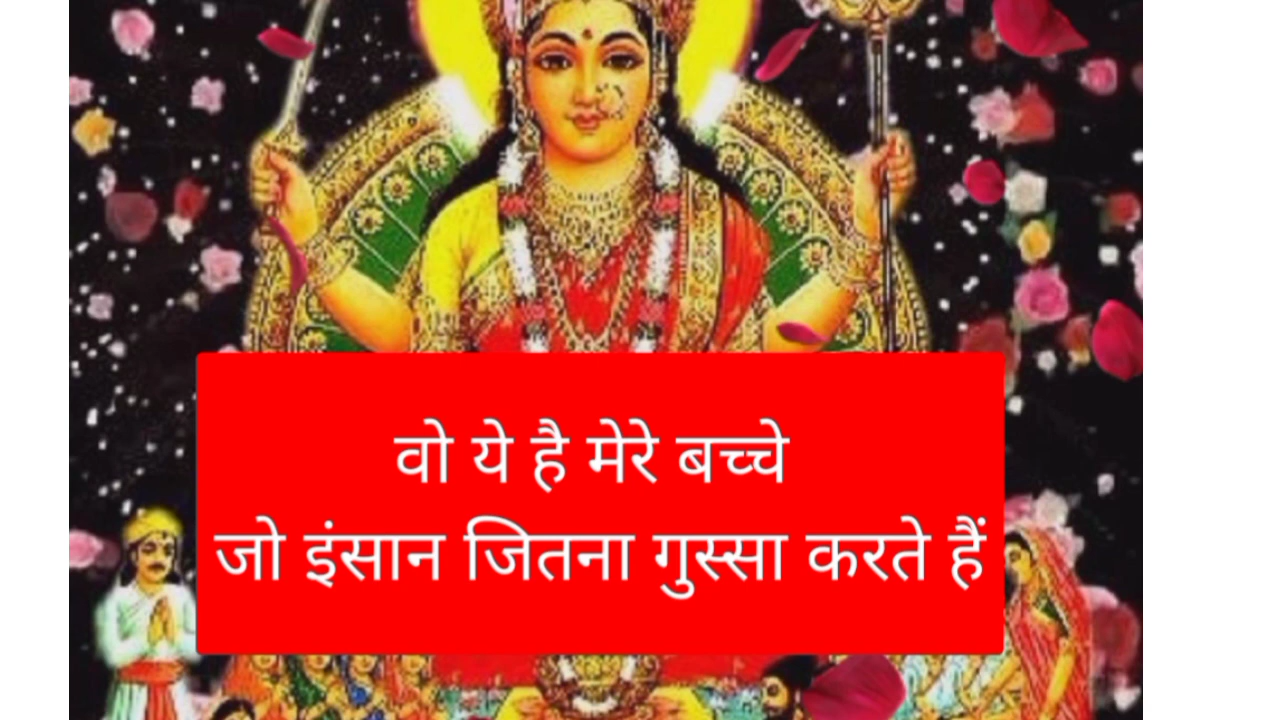 वो ये है मेरे बच्चे
जो इंसान जितना गुस्सा करते हैं